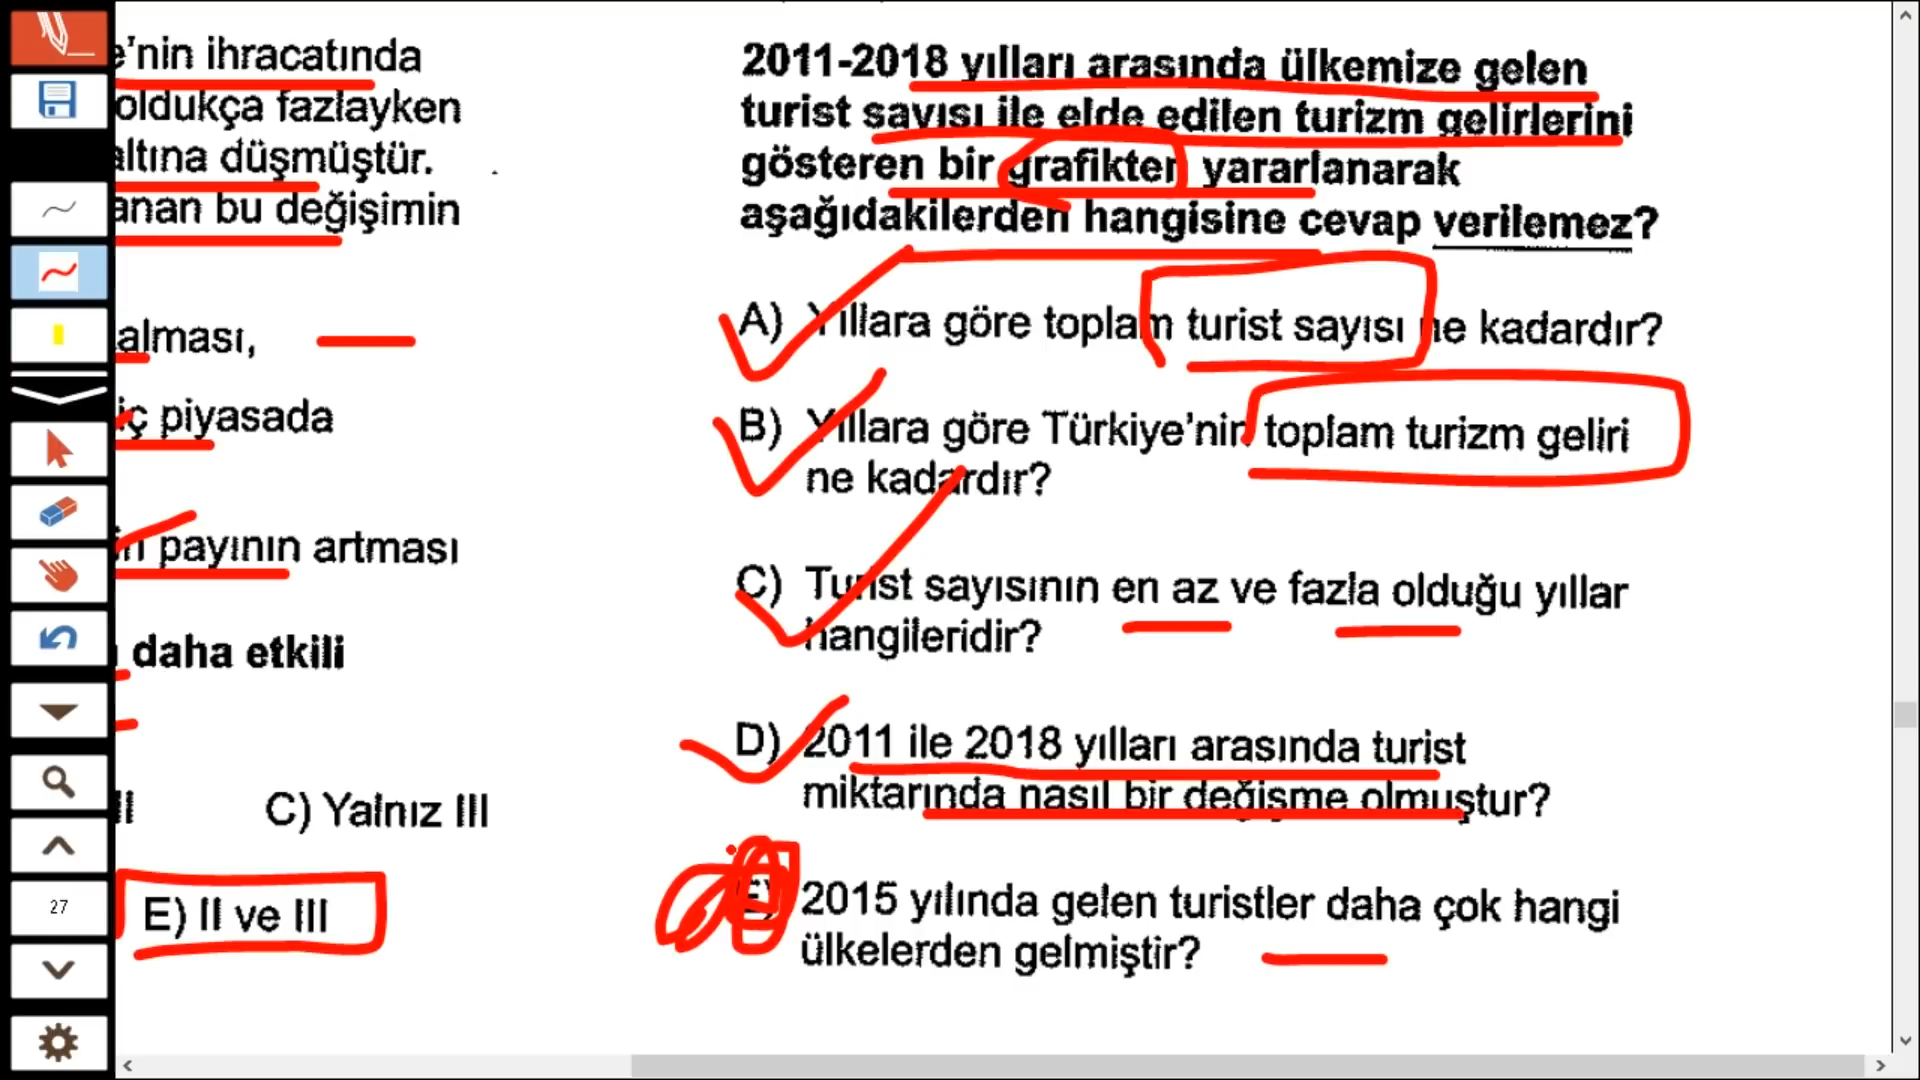 e'nin ihracatında
oldukça fazlayken
altına düşmüştür.
anan bu değişimin
alması,
iç piyasada
in payının artması
daha etkili
II
C) Yalnız III
E) II ve III
2011-2018 yılları arasında ülkemize gelen
turist sayısı ile elde edilen turizm gelirlerini
gösteren bir grafikten yararlanarak
aşağıdakilerden hangisine cevap verilemez?
A) Yıllara göre toplam turist sayısı ne kadardır?
B) Yıllara göre Türkiye'nin toplam turizm geliri
ne kadardır?
C) Turist sayısının en az ve fazla olduğu yıllar
hangileridir?
D) 2011 ile 2018 yılları arasında turist
miktarında nasıl bir değişme olmuştur?
E) 2015 yılında gelen turistler daha çok hangi
ülkelerden gelmiştir?
27